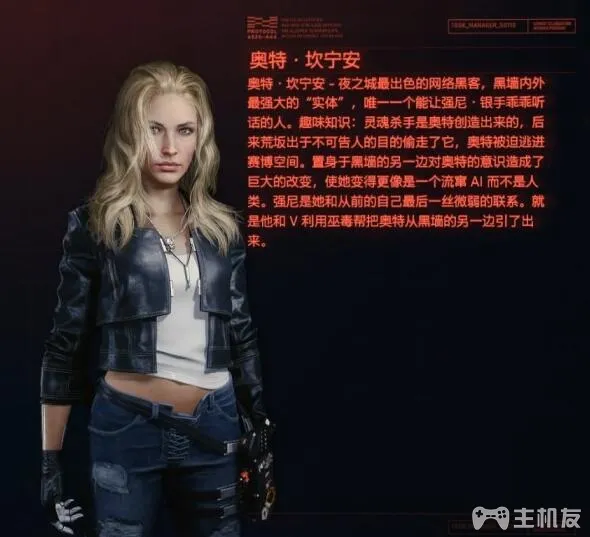 PROTOCOL
6520-A44
奥特·坎宁安
奥特·坎宁安 - 夜之城最出色的网络黑客，黑墙内外
最强大的“实体”，唯一一个能让强尼·银手乖乖听
话的人。趣味知识：灵魂杀手是奥特创造出来的，后
来荒坂出于不可告人的目的偷走了它，奥特被迫逃进
赛博空间。置身于黑墙的另一边对奥特的意识造成了
巨大的改变，使她变得更像是一个流窜 AI 而不是人
类。强尼是她和从前的自己最后一丝微弱的联系。就
是他和 V 利用巫毒帮把奥特从黑墙的另一边引了出
来。
主机友